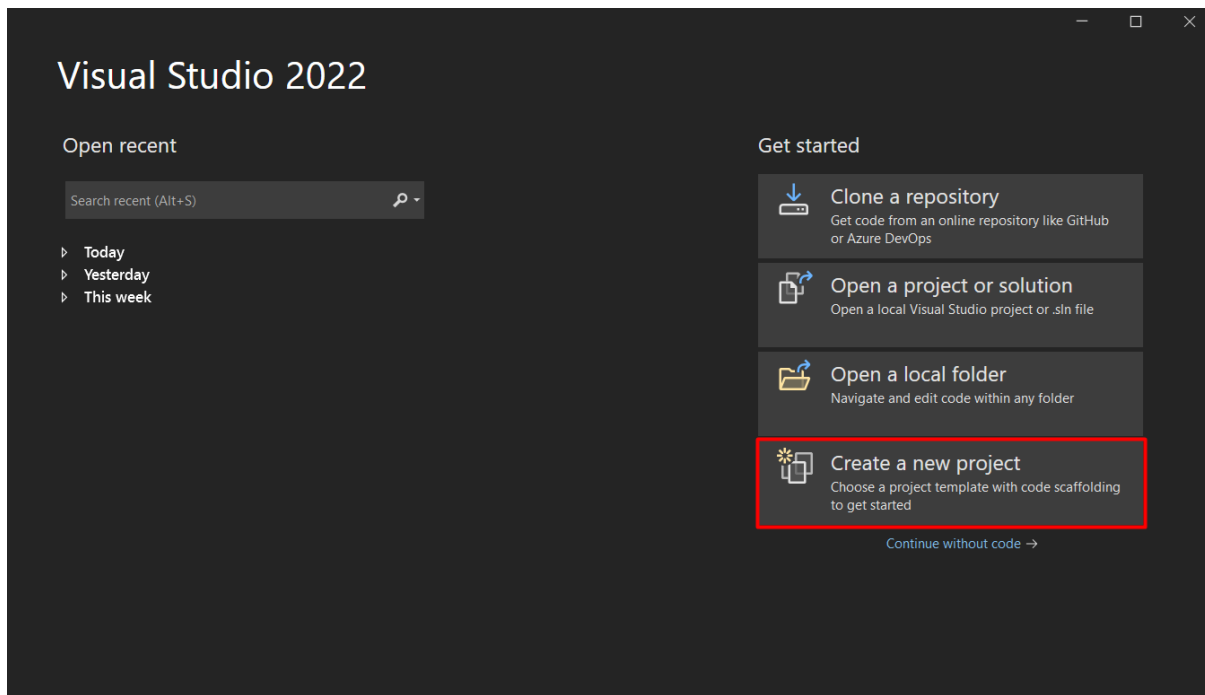 Visual Studio 2022
Open recent
Search recent (Alt+S)
Today
Yesterday
This week
Get started
Clone a repository
Get code from an online repository like GitHub
or Azure DevOps
Open a project or solution
Open a local Visual Studio project or .sln file
Open a local folder
Navigate and edit code within any folder
Create a new project
Choose a project template with code scaffolding
to get started
Continue without code →